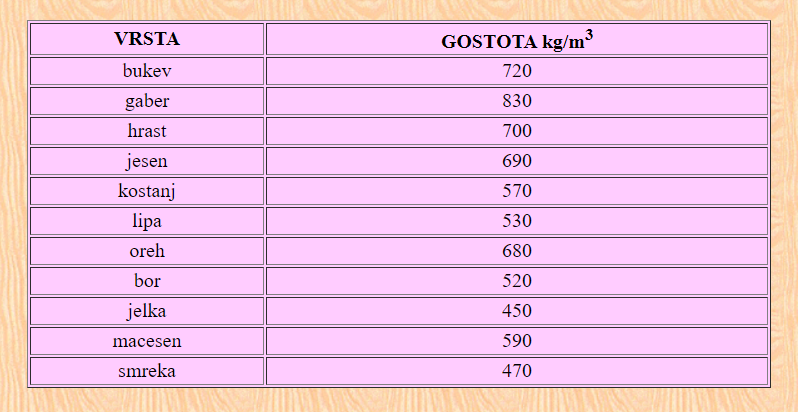 VRSTA GOSTOTA kg/m³
bukev 720
gaber 830
hrast 700
jesen 690
kostanj 570
lipa 530
oreh 680
bor 520
jelka 450
macesen 590
smreka 470